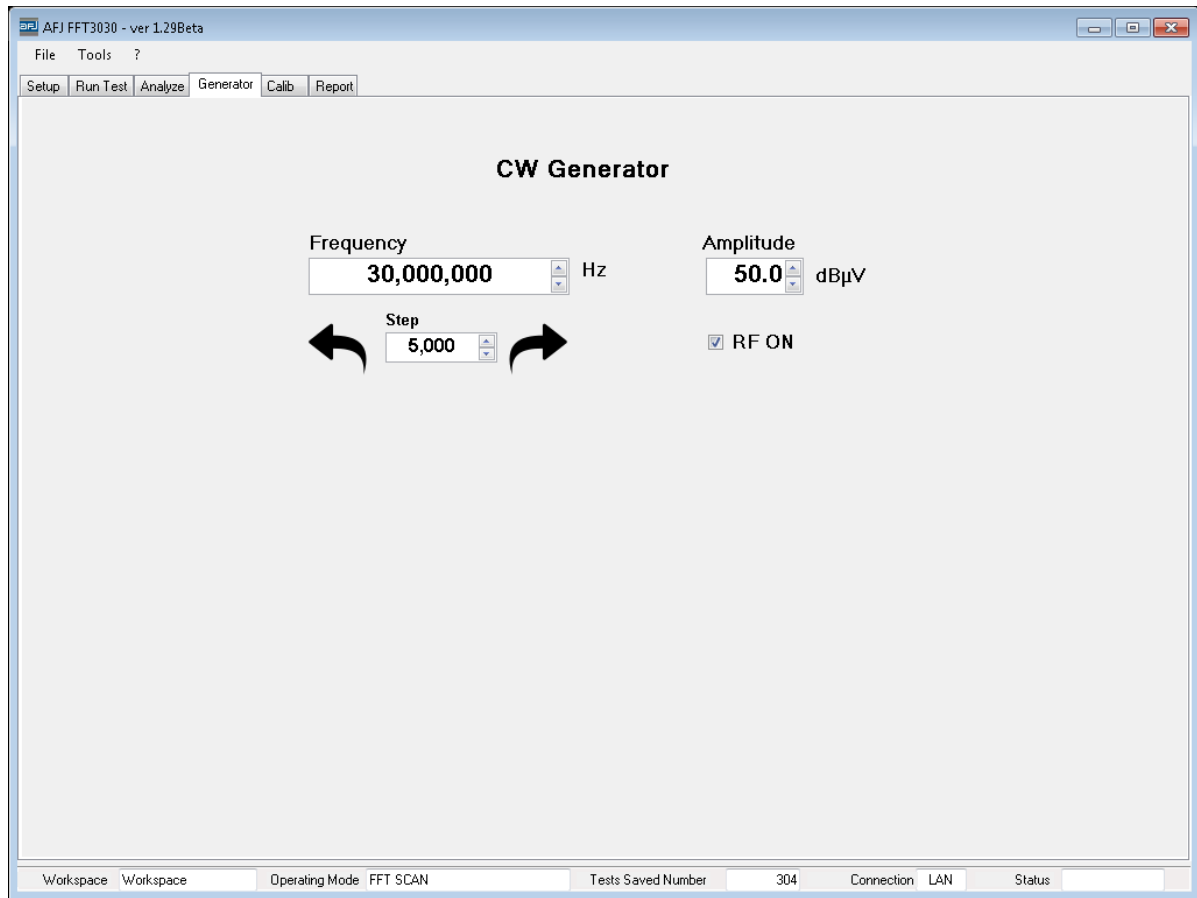 AFJ FFT3030 - ver 1.29Beta
File Tools ?
Setup Run Test Analyze Generator Calib Report
CW Generator
Frequency Amplitude
30,000,000 Hz 50.0 dBµV
Step
5,000 RF ON
Workspace Workspace Operating Mode FFT SCAN Tests Saved Number 304 Connection LAN Status